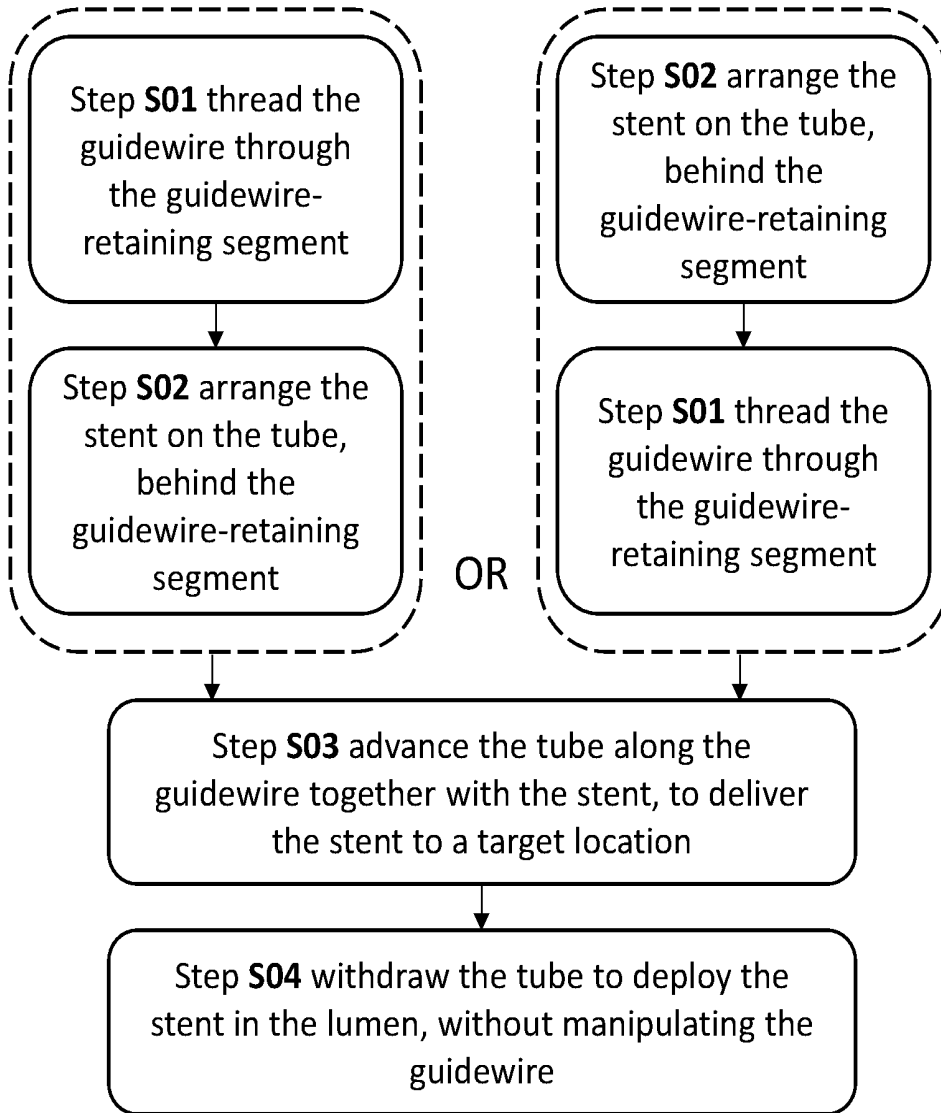 Step S01 thread the
guidewire through
the guidewire-
retaining segment
Step S02 arrange the
stent on the tube,
behind the
guidewire-retaining
segment
OR
Step S02 arrange the
stent on the tube,
behind the
guidewire-retaining
segment
Step S01 thread the
guidewire through
the guidewire-
retaining segment
Step S03 advance the tube along the
guidewire together with the stent, to deliver
the stent to a target location
Step S04 withdraw the tube to deploy the
stent in the lumen, without manipulating the
guidewire